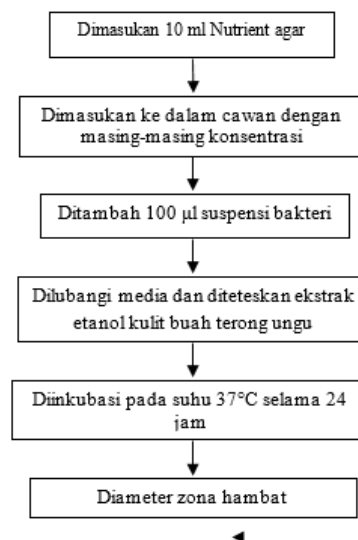 Dimasukan 10 ml Nutrient agar
Dimasukan ke dalam cawan dengan
masing-masing konsentrasi
Ditambah 100 µl suspensi bakteri
Dilubangi media dan diteteskan ekstrak
etanol kulit buah terong ungu
Diinkubasi pada suhu 37°C selama 24
jam
Diameter zona hambat